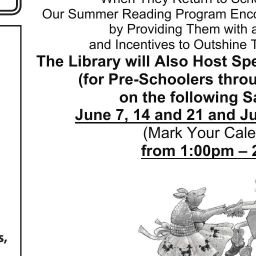 When They Return to Scho
Our Summer Reading Program Enco
by Providing Them with a
and Incentives to Outshine T
The Library will Also Host Spe
(for Pre-Schoolers throu
on the following Sa
June 7, 14 and 21 and Ju
(Mark Your Cale
from 1:00pm – 2
s,